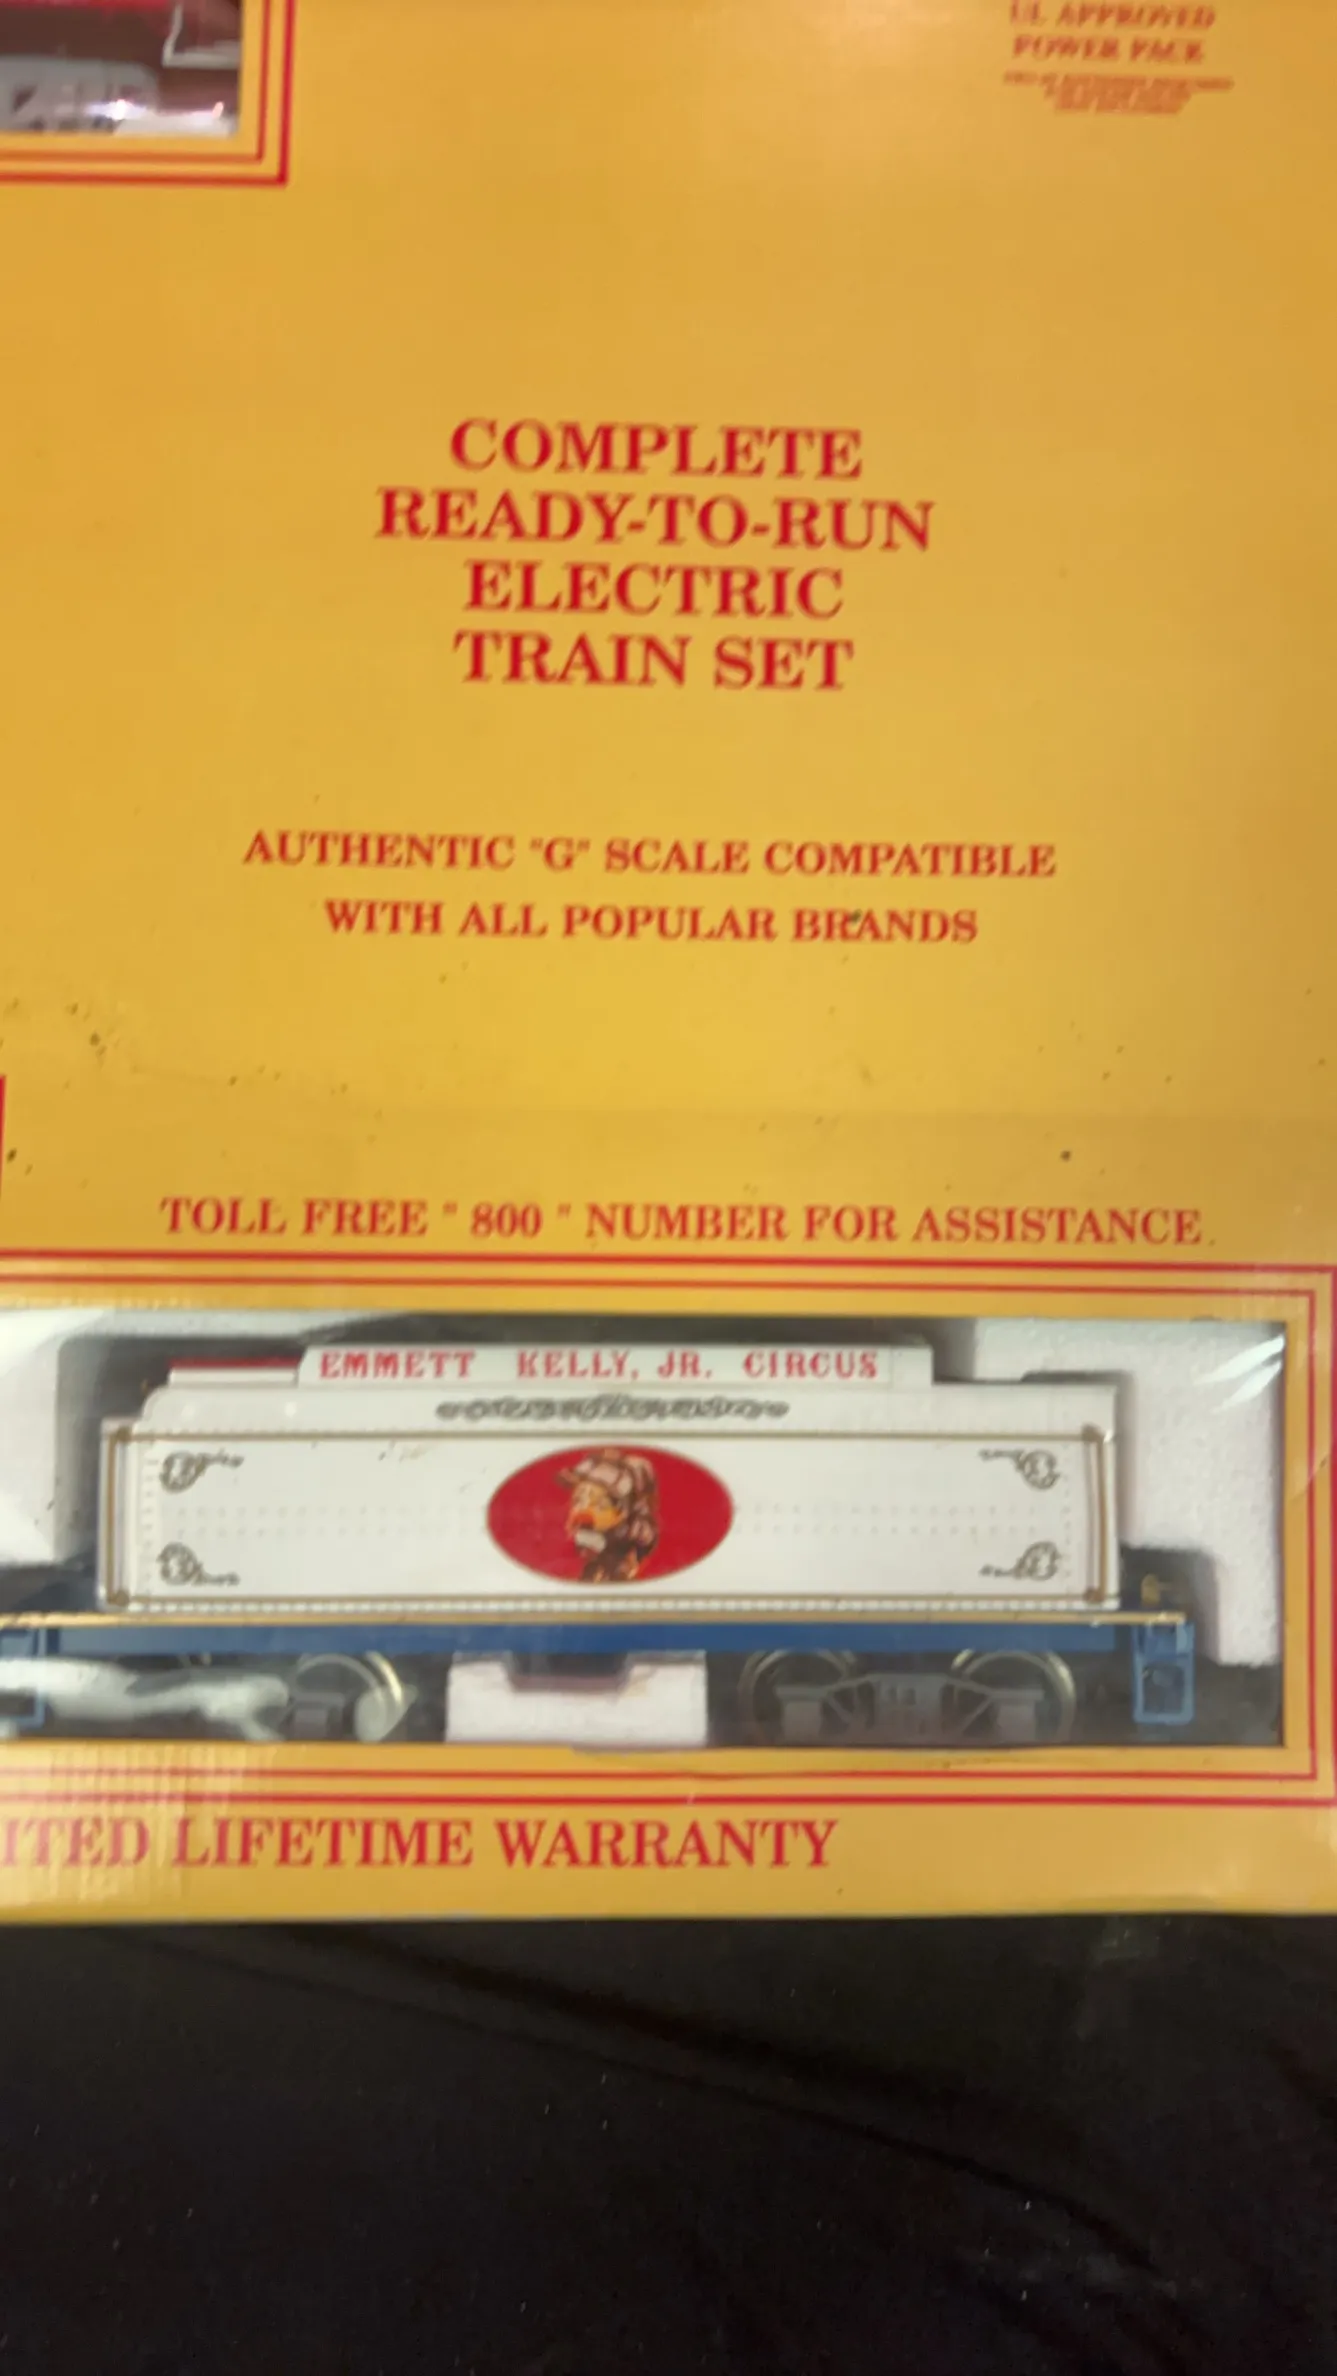 UL APPROVED
POWER PACK
COMPLETE
READY-TO-RUN
ELECTRIC
TRAIN SET
AUTHENTIC "G" SCALE COMPATIBLE
WITH ALL POPULAR BRANDS
TOLL FREE " 800 " NUMBER FOR ASSISTANCE.
EMMETT KELLY, JR. CIRCUS
ITED LIFETIME WARRANTY